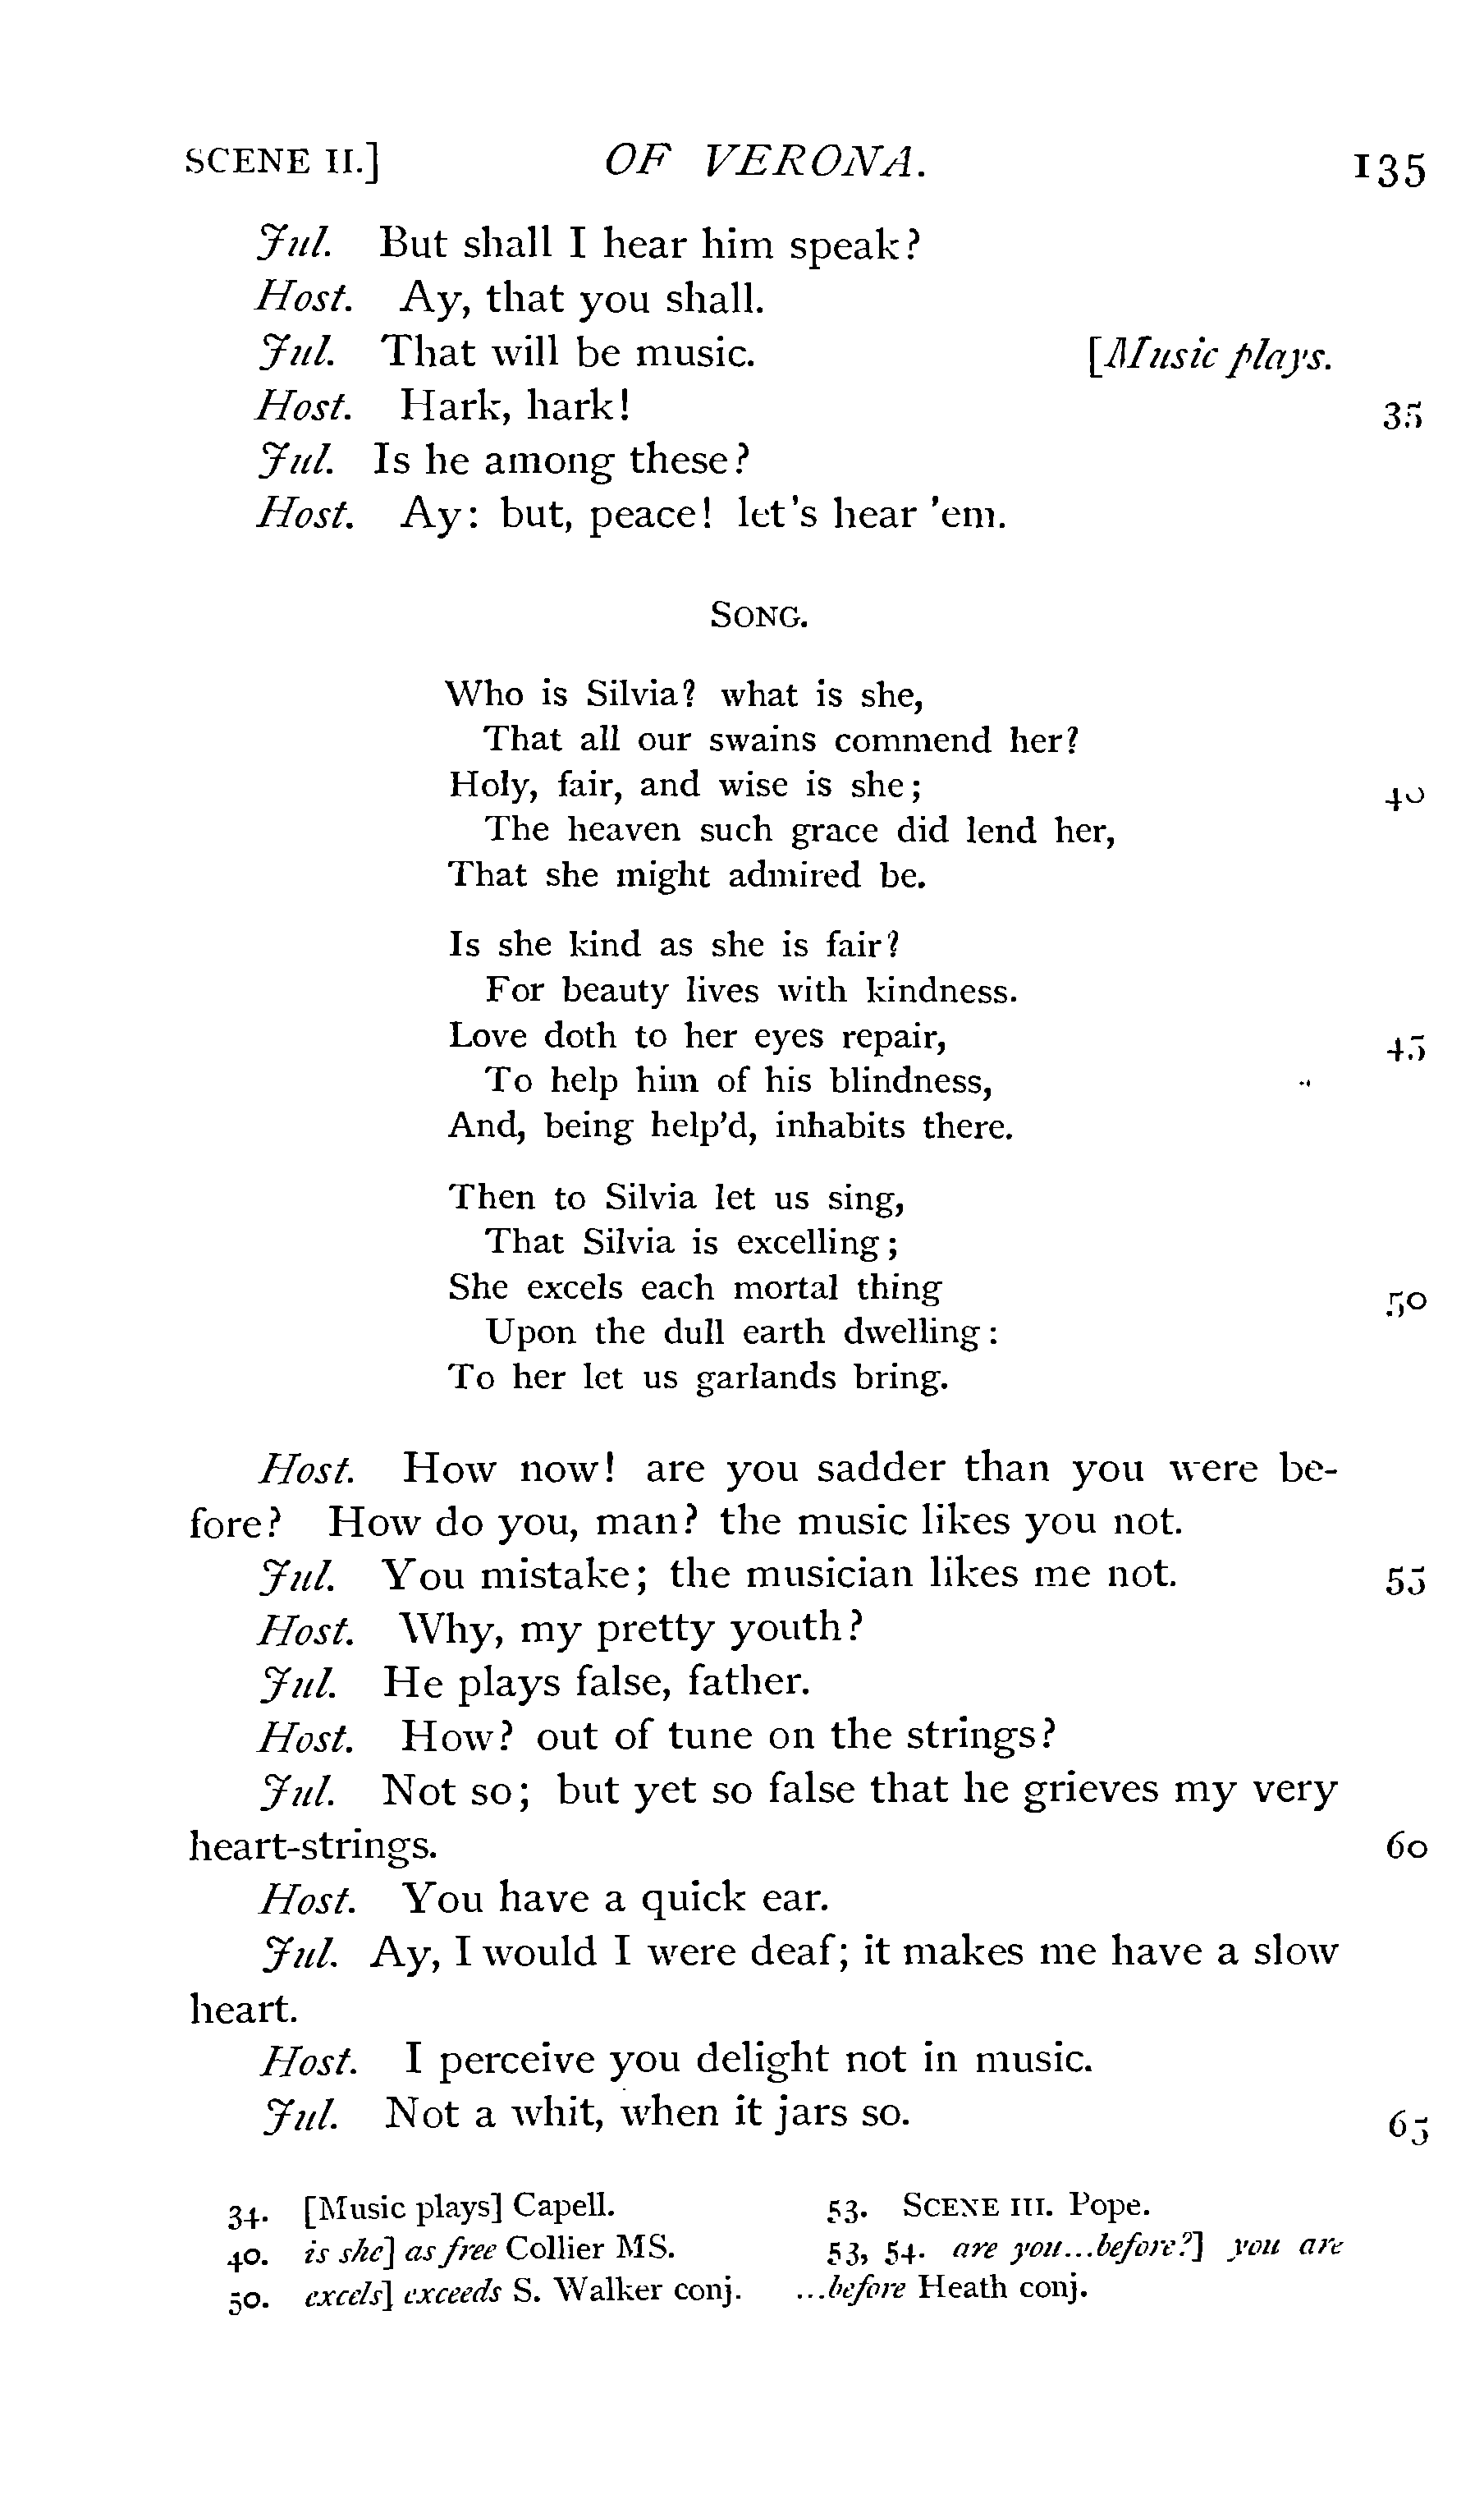 SCENE II.] OF VERONA. 135
Jul. But shall I hear him speak?
Host. Ay, that you shall.
Jul. That will be music. [Music plays.
Host. Hark, hark! 35
Jul. Is he among these?
Host. Ay: but, peace! let's hear 'em.
SONG.
Who is Silvia? what is she,
That all our swains commend her?
Holy, fair, and wise is she; 40
The heaven such grace did lend her,
That she might admired be.
Is she kind as she is fair?
For beauty lives with kindness.
Love doth to her eyes repair, 45
To help him of his blindness,
And, being help'd, inhabits there.
Then to Silvia let us sing,
That Silvia is excelling;
She excels each mortal thing 50
Upon the dull earth dwelling:
To her let us garlands bring.
Host. How now! are you sadder than you were be-
fore? How do you, man? the music likes you not.
Jul. You mistake; the musician likes me not. 55
Host. Why, my pretty youth?
Jul. He plays false, father.
Host. How? out of tune on the strings?
Jul. Not so; but yet so false that he grieves my very
heart-strings. 60
Host. You have a quick ear.
Jul. Ay, I would I were deaf; it makes me have a slow
heart.
Host. I perceive you delight not in music.
Jul. Not a whit, when it jars so. 65
34. [Music plays] Capell.
40. is she] as free Collier MS.
50. excels] exceeds S. Walker conj.
53. SCENE III. Pope.
53, 54. are you...before?] you are
...before Heath conj.